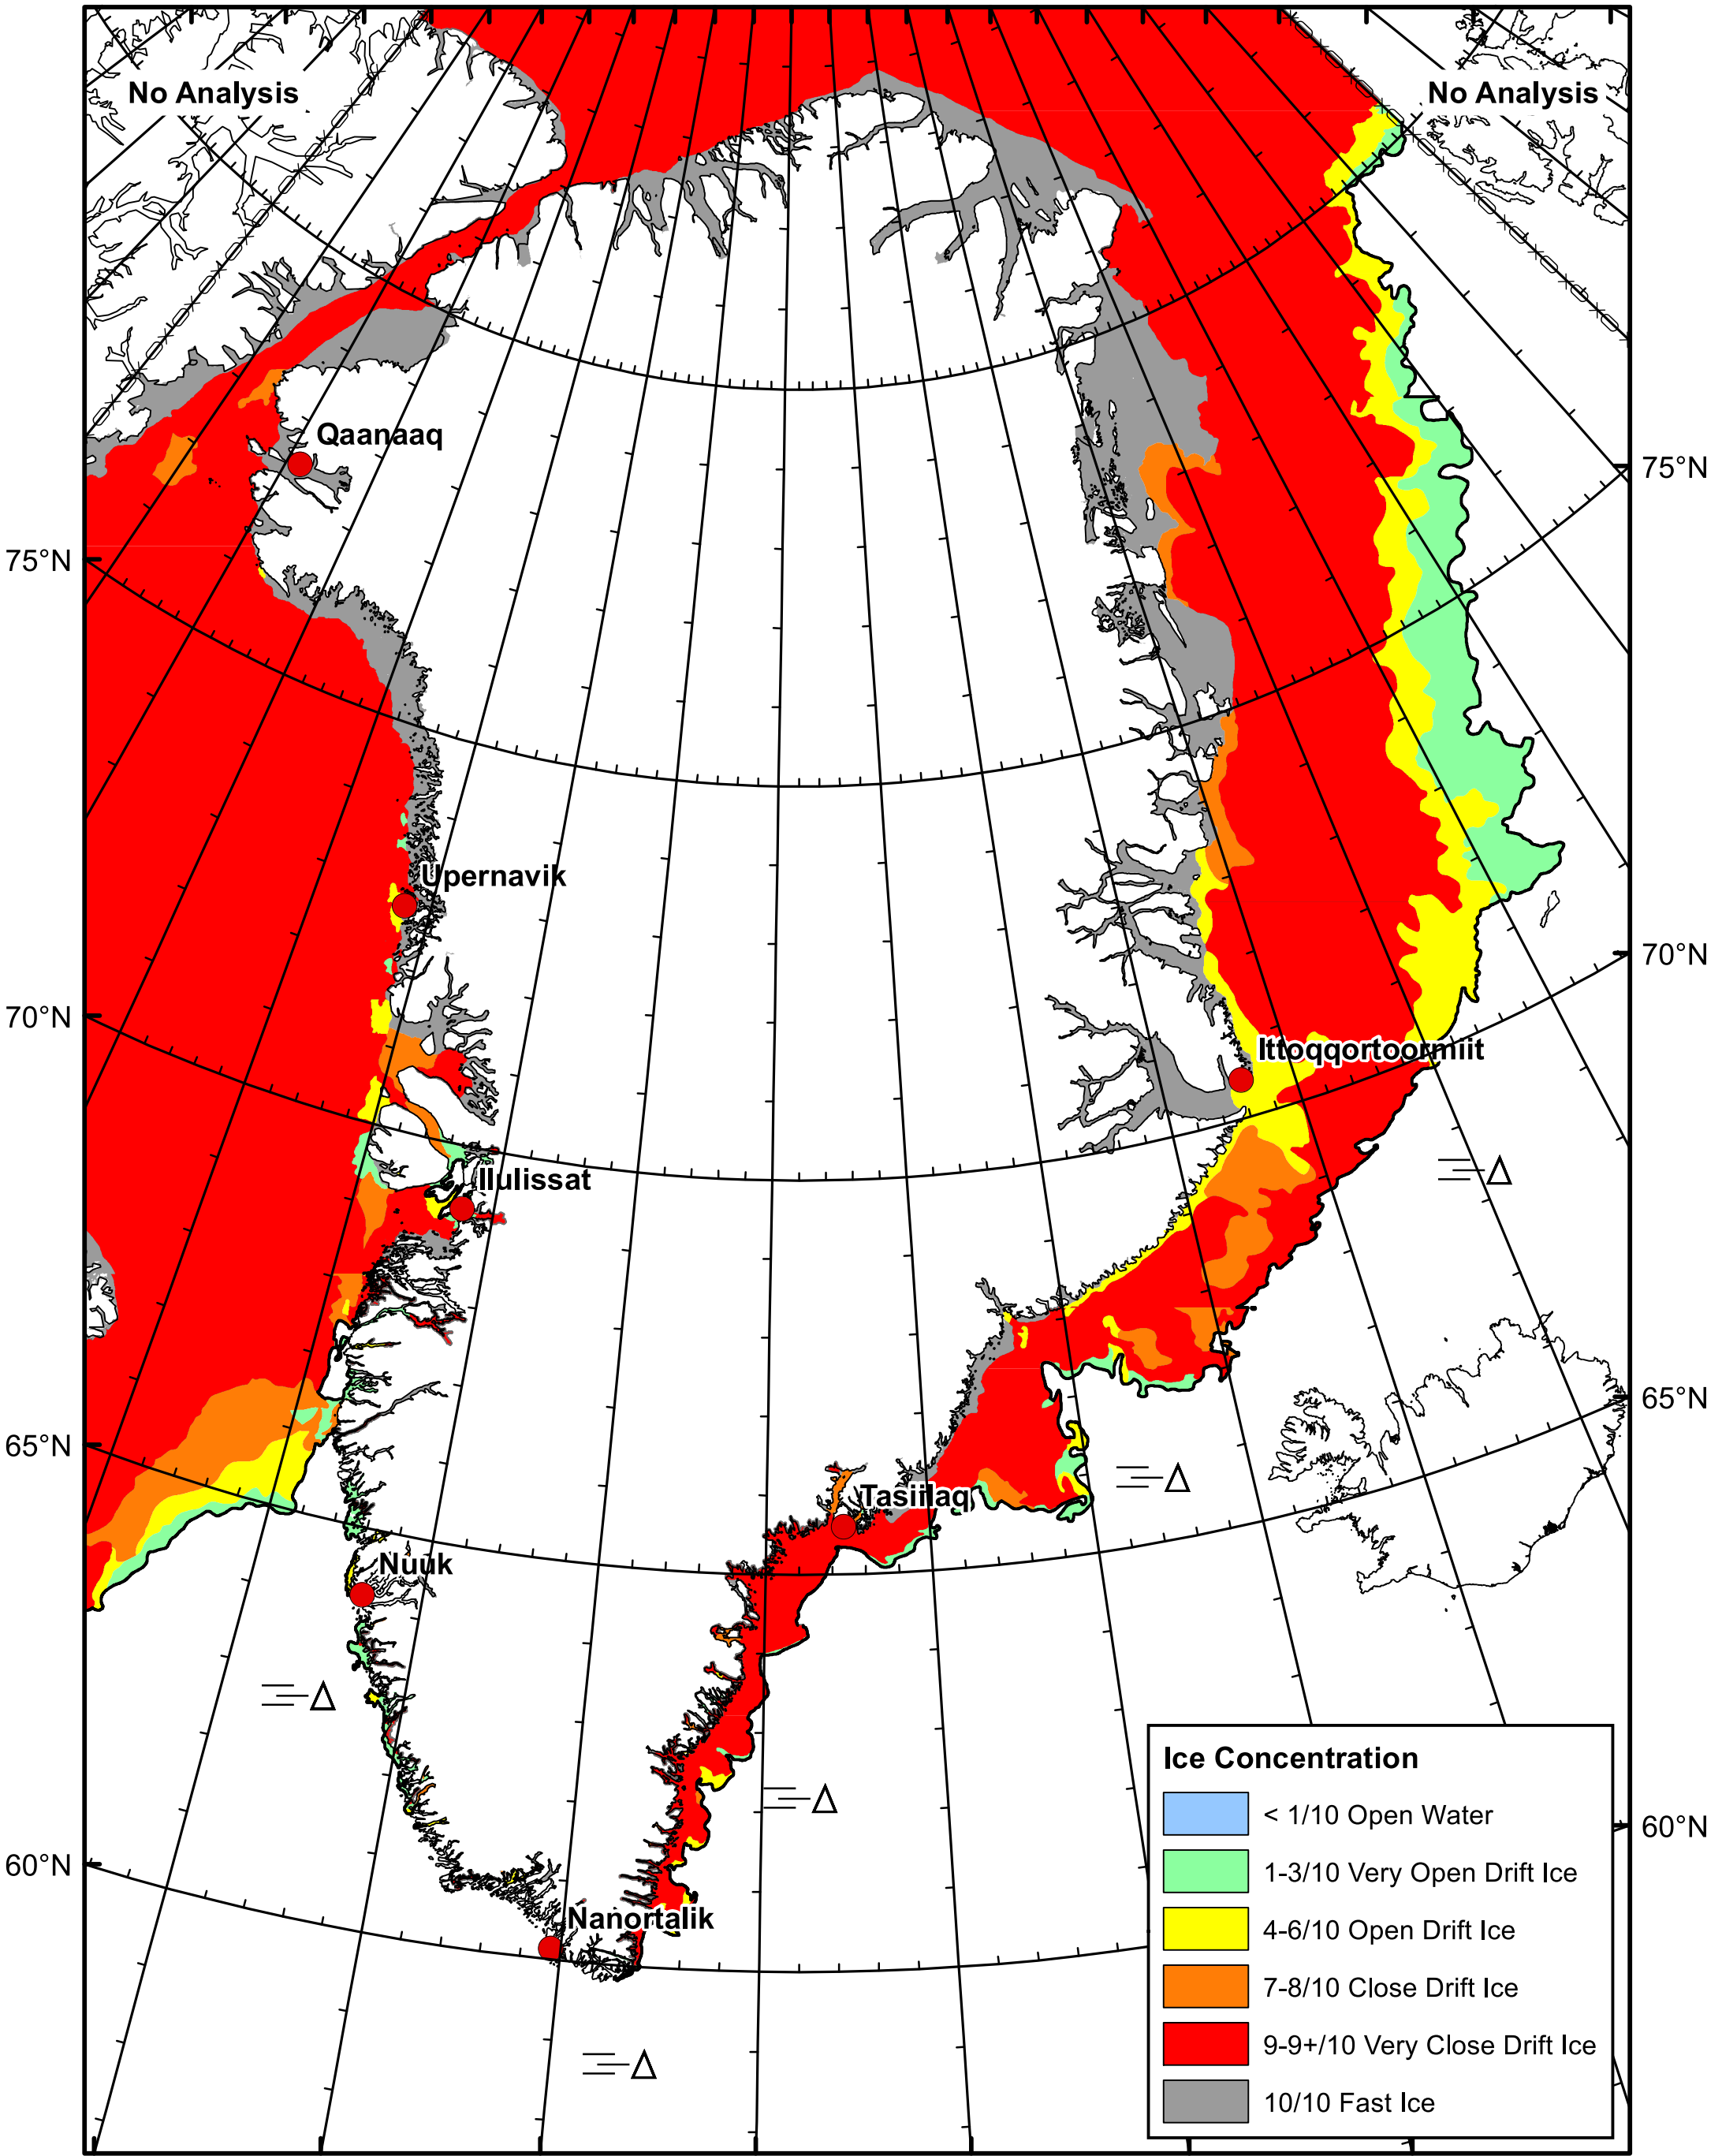 No Analysis
No Analysis
Qaanaaq
75°N
75°N
Upernavik
70°N
70°N
Ittoqqortoormiit
Ilulissat
65°N
65°N
Tasiilaq
Nuuk
60°N
60°N
Nanortalik
Ice Concentration
< 1/10 Open Water
1-3/10 Very Open Drift Ice
4-6/10 Open Drift Ice
7-8/10 Close Drift Ice
9-9+/10 Very Close Drift Ice
10/10 Fast Ice